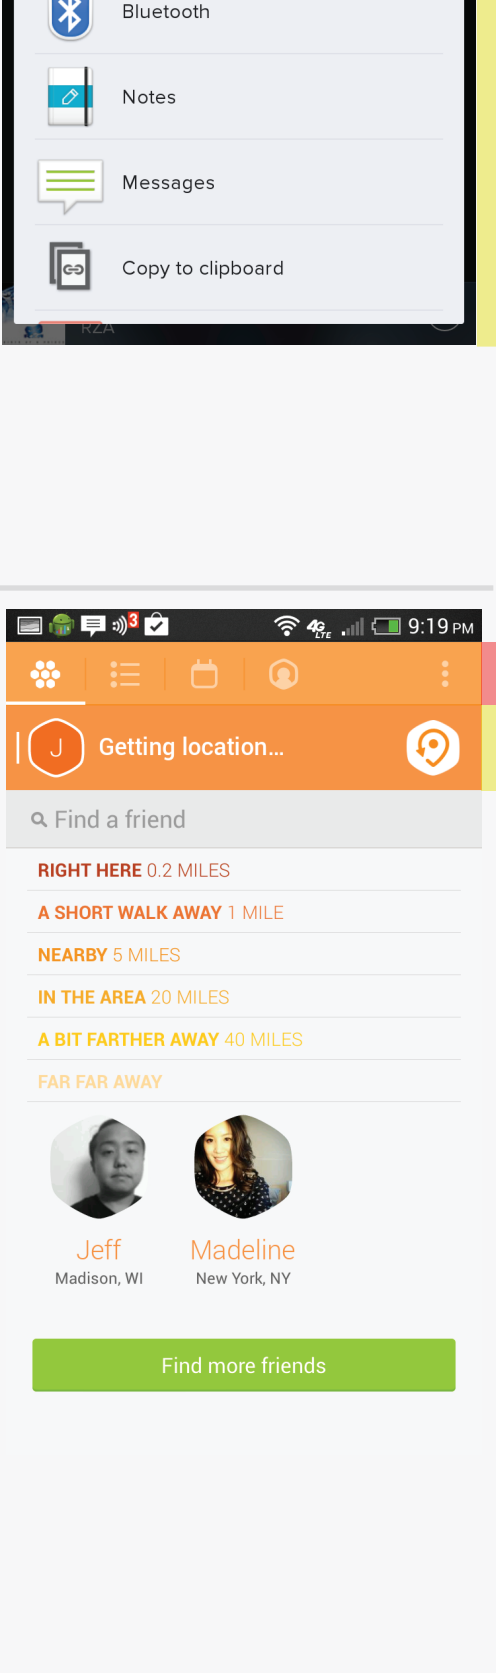 Bluetooth
Notes
Messages
Copy to clipboard
RZA
3 4G LTE 9:19 PM
J Getting location...
Find a friend
RIGHT HERE 0.2 MILES
A SHORT WALK AWAY 1 MILE
NEARBY 5 MILES
IN THE AREA 20 MILES
A BIT FARTHER AWAY 40 MILES
FAR FAR AWAY
Jeff Madeline
Madison, WI New York, NY
Find more friends